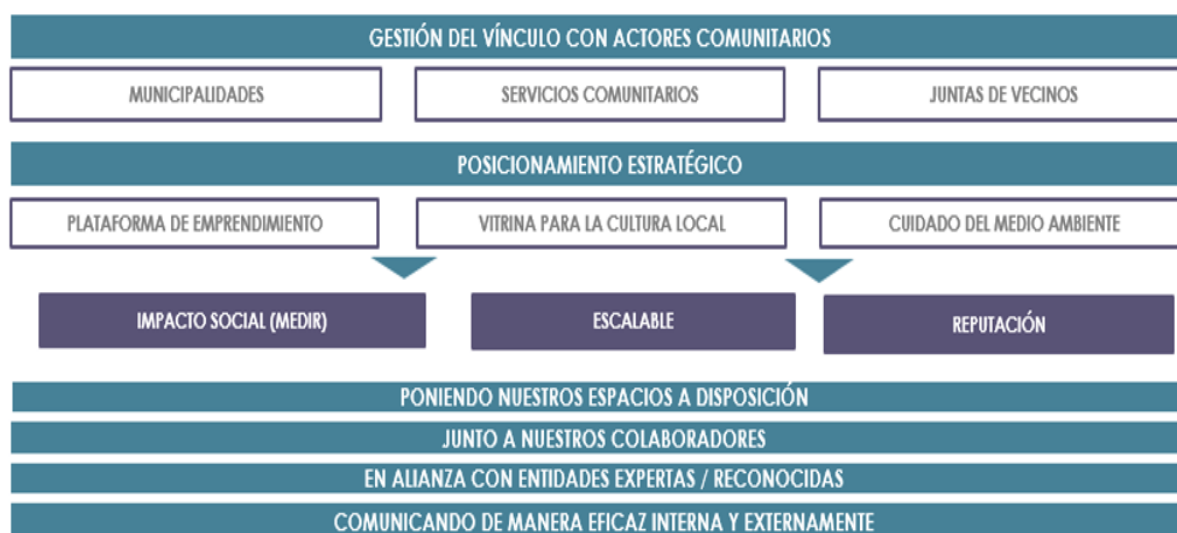 GESTIÓN DEL VÍNCULO CON ACTORES COMUNITARIOS
MUNICIPALIDADES
SERVICIOS COMUNITARIOS
JUNTAS DE VECINOS
POSICIONAMIENTO ESTRATÉGICO
PLATAFORMA DE EMPRENDIMIENTO
VITRINA PARA LA CULTURA LOCAL
CUIDADO DEL MEDIO AMBIENTE
IMPACTO SOCIAL (MEDIR)
ESCALABLE
REPUTACIÓN
PONIENDO NUESTROS ESPACIOS A DISPOSICIÓN
JUNTO A NUESTROS COLABORADORES
EN ALIANZA CON ENTIDADES EXPERTAS / RECONOCIDAS
COMUNICANDO DE MANERA EFICAZ INTERNA Y EXTERNAMENTE